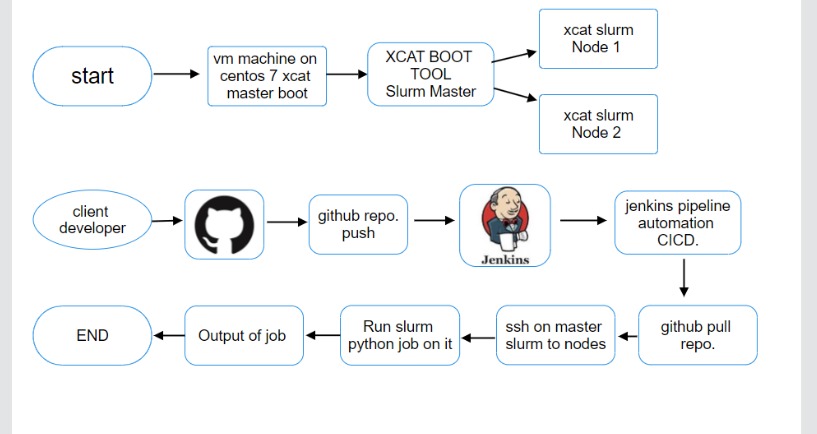 start
vm machine on
centos 7 xcat
master boot
XCAT BOOT
TOOL
Slurm Master
xcat slurm
Node 1
xcat slurm
Node 2
client
developer
github repo.
push
Jenkins
jenkins pipeline
automation
CICD.
END
Output of job
Run slurm
python job on it
ssh on master
slurm to nodes
github pull
repo.